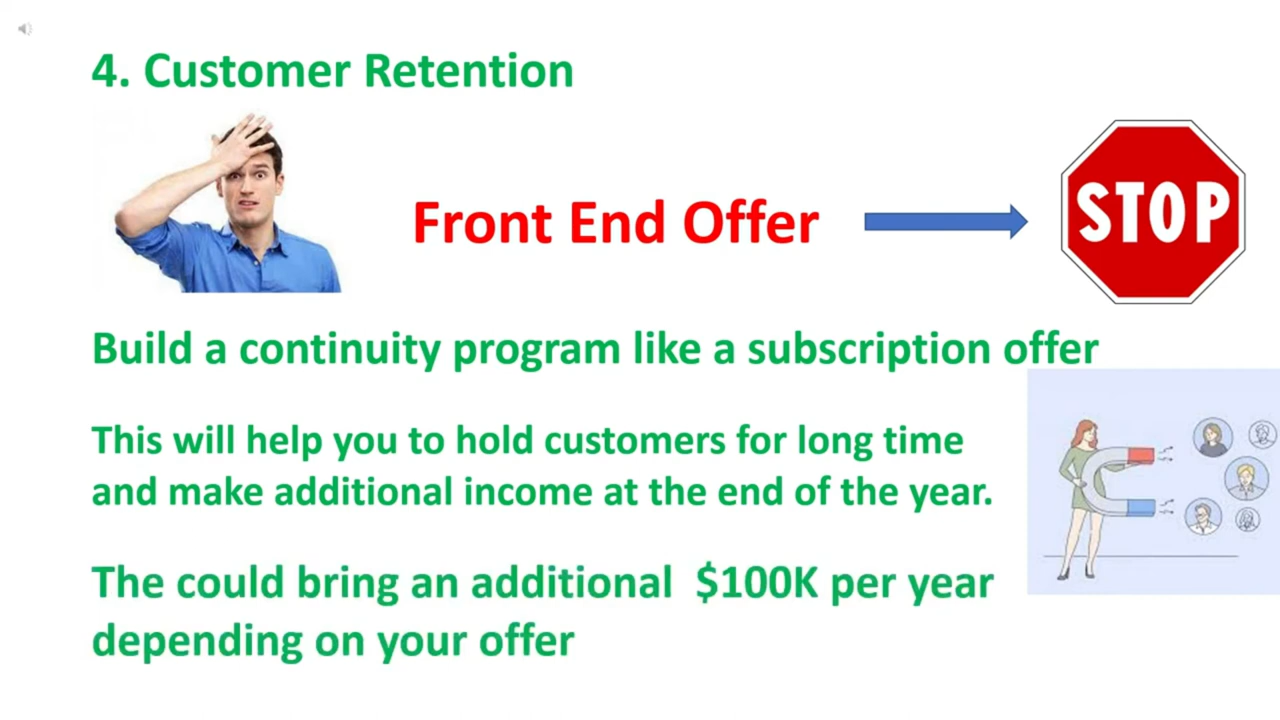 4. Customer Retention
Front End Offer
STOP
Build a continuity program like a subscription offer
This will help you to hold customers for long time
and make additional income at the end of the year.
The could bring an additional  $100K per year
depending on your offer